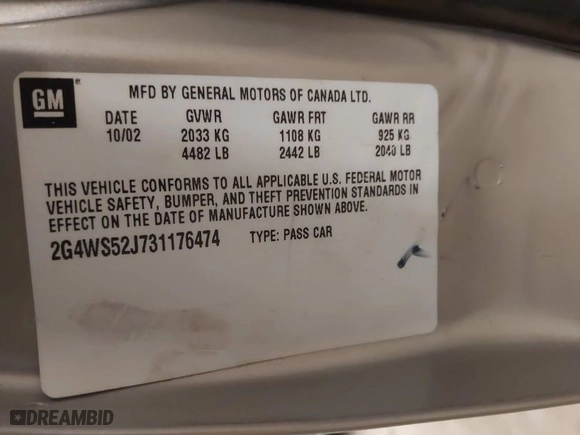 GM
MFD BY GENERAL MOTORS OF CANADA LTD.
DATE GVWR GAWR FRT GAWR RR
10/02 2033 KG 1108 KG 925 KG
4482 LB 2442 LB 2040 LB
THIS VEHICLE CONFORMS TO ALL APPLICABLE U.S. FEDERAL MOTOR
VEHICLE SAFETY, BUMPER, AND THEFT PREVENTION STANDARDS IN
EFFECT ON THE DATE OF MANUFACTURE SHOWN ABOVE.
2G4WS52J731176474 TYPE: PASS CAR
DREAMBID